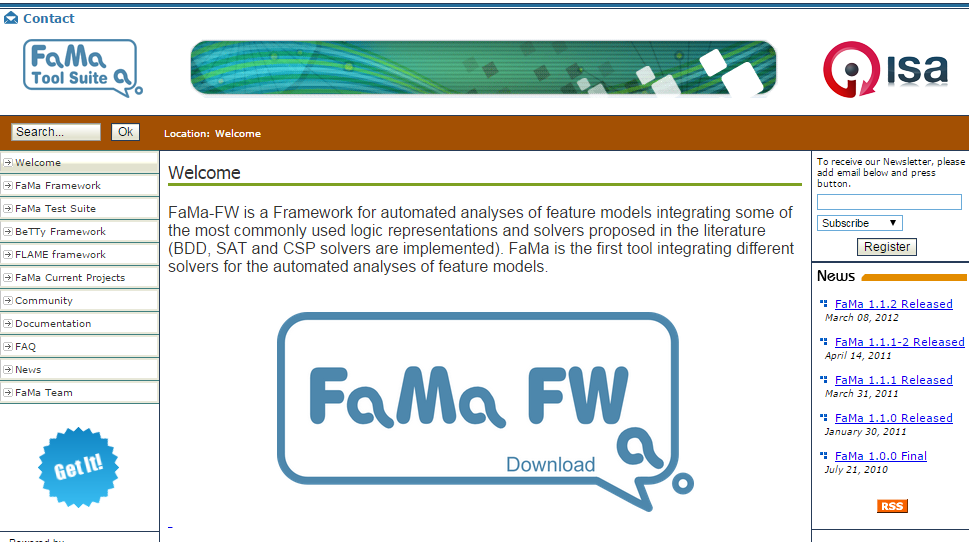 Contact
FaMa
Tool Suite
isa
Search...
Ok
Location: Welcome
Welcome
FaMa Framework
FaMa Test Suite
BeTTy Framework
FLAME framework
FaMa Current Projects
Community
Documentation
FAQ
News
FaMa Team
Get It!
Welcome
FaMa-FW is a Framework for automated analyses of feature models integrating some of
the most commonly used logic representations and solvers proposed in the literature
(BDD, SAT and CSP solvers are implemented). FaMa is the first tool integrating different
solvers for the automated analyses of feature models.
FaMa FW
Download
To receive our Newsletter, please
add email below and press
button.
Subscribe
Register
News
FaMa 1.1.2 Released
March 08, 2012
FaMa 1.1.1-2 Released
April 14, 2011
FaMa 1.1.1 Released
March 31, 2011
FaMa 1.1.0 Released
January 30, 2011
FaMa 1.0.0 Final
July 21, 2010
RSS